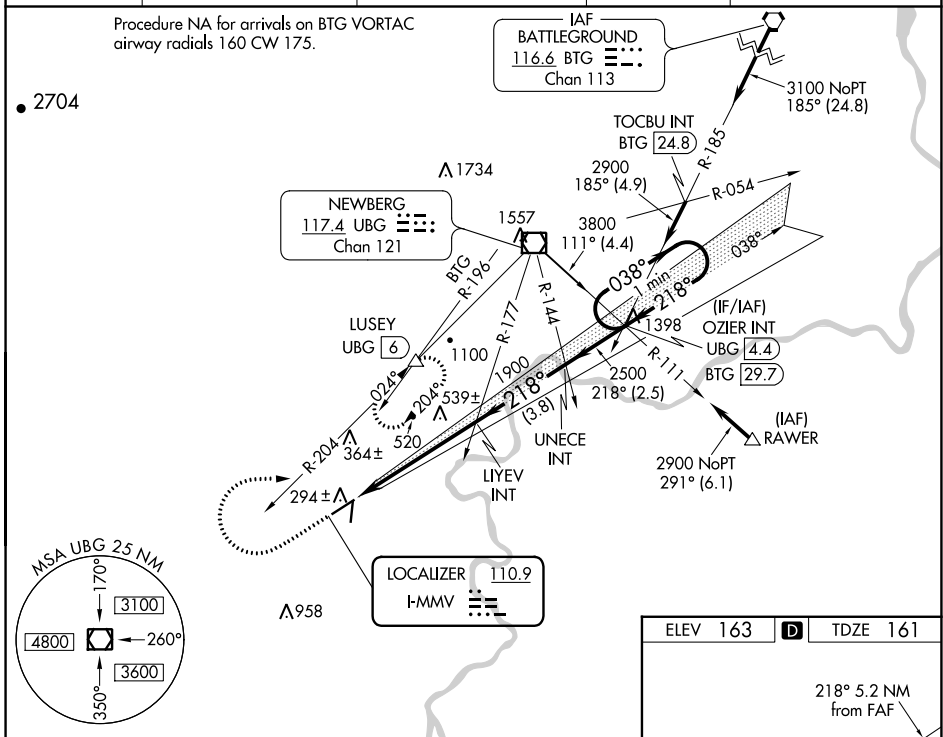 Procedure NA for arrivals on BTG VORTAC
airway radials 160 CW 175.
IAF
BATTLEGROUND
116.6 BTG
Chan 113
3100 NoPT
185° (24.8)
2704
TOCBU INT
BTG 24.8
R-185
1734
2900
185° (4.9)
R-054
NEWBERG
117.4 UBG
Chan 121
1557
3800
111° (4.4)
038°
038°
1 min
218°
BTG
R-196
R-177
R-144
(IF/IAF)
OZIER INT
UBG 4.4
BTG 29.7
1398
LUSEY
UBG 6
1100
R-111
1900
2500
218° (2.5)
024°
204°
539±
218°
(3.8)
(IAF)
RAWER
520
UNECE
INT
R-204
364±
2900 NoPT
291° (6.1)
LIYEV
INT
294±
MSA UBG 25 NM
170°
3100
4800
260°
3600
350°
LOCALIZER 110.9
I-MMV
958
ELEV 163 D TDZE 161
218° 5.2 NM
from FAF